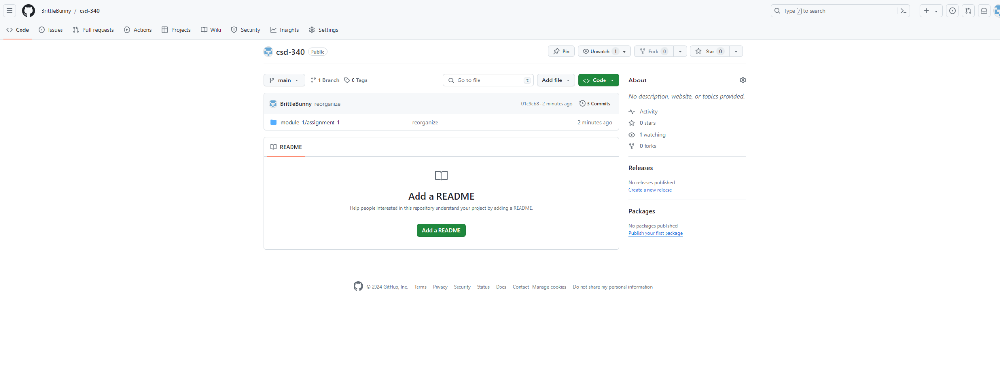 BrittleBunny / csd-340
Type / to search
Code Issues Pull requests Actions Projects Wiki Security Insights Settings
csd-340 Public
Pin Unwatch 1 Fork 0 Star 0
main 1 Branch 0 Tags Go to file t Add file Code
BrittleBunny reorganize 01c9cb8 · 2 minutes ago 3 Commits
module-1/assignment-1 reorganize 2 minutes ago
README
Add a README
Help people interested in this repository understand your project by adding a README.
Add a README
About
No description, website, or topics provided.
Activity
0 stars
1 watching
0 forks
Releases
No releases published
Create a new release
Packages
No packages published
Publish your first package
© 2024 GitHub, Inc. Terms Privacy Security Status Docs Contact Manage cookies Do not share my personal information